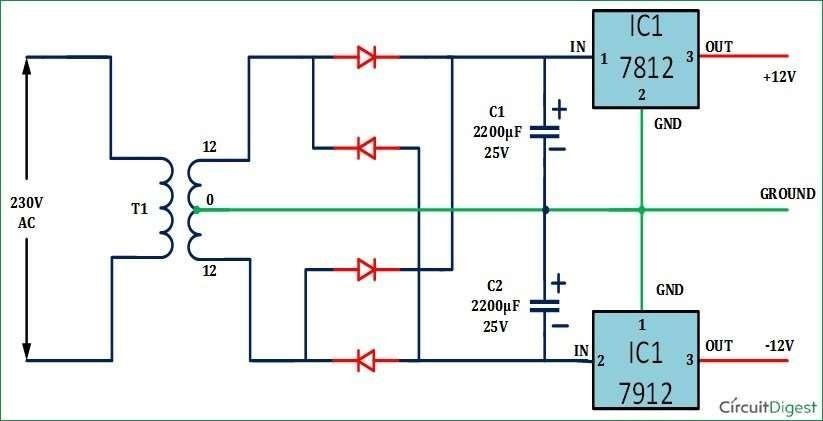 230V
AC
T1
12
0
12
C1
2200µF
25V
+
−
C2
2200µF
25V
+
−
IN
1
IC1
7812
2
3
OUT
+12V
GND
GROUND
GND
IN
2
1
IC1
7912
3
OUT
-12V
CircuitDigest